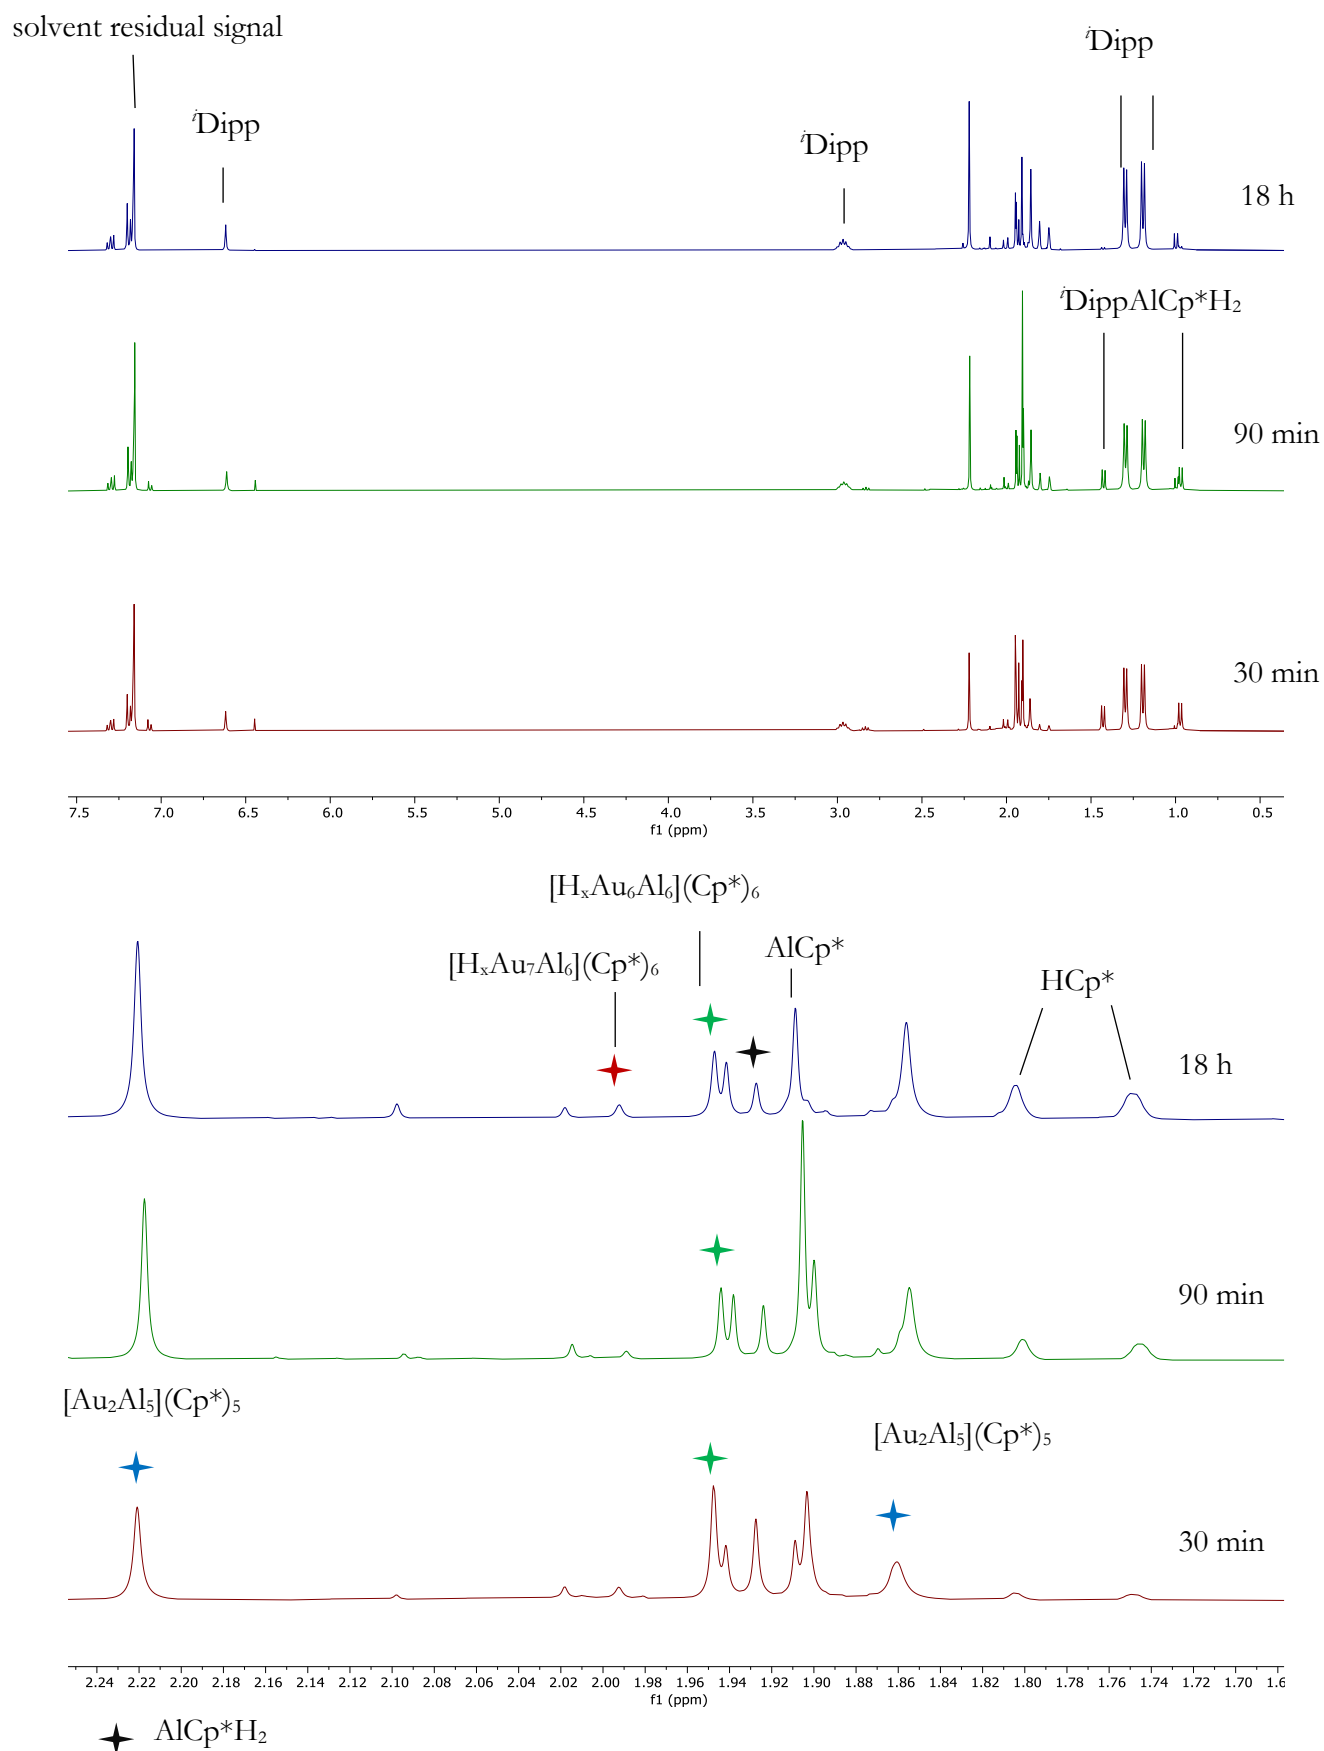 solvent residual signal
ⁱDipp
ⁱDipp
ⁱDipp
18 h
ⁱDippAlCp*H₂
90 min
30 min
7.5 7.0 6.5 6.0 5.5 5.0 4.5 4.0 3.5 3.0 2.5 2.0 1.5 1.0 0.5
f1 (ppm)
[HₓAu₆Al₆](Cp*)₆
[HₓAu₇Al₆](Cp*)₆
AlCp*
HCp*
18 h
90 min
[Au₂Al₅](Cp*)₅
[Au₂Al₅](Cp*)₅
30 min
2.24 2.22 2.20 2.18 2.16 2.14 2.12 2.10 2.08 2.06 2.04 2.02 2.00 1.98 1.96 1.94 1.92 1.90 1.88 1.86 1.84 1.82 1.80 1.78 1.76 1.74 1.72 1.70 1.6
f1 (ppm)
AlCp*H₂